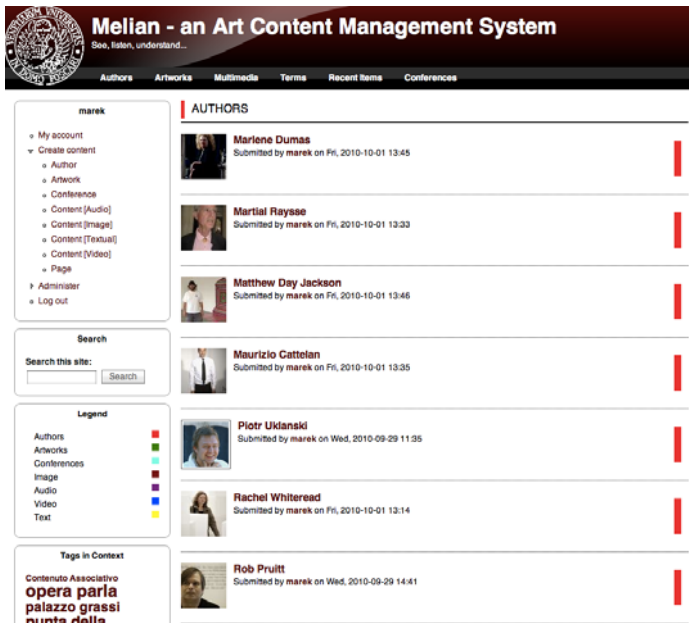 Melian - an Art Content Management System
See, listen, understand...
Authors Artworks Multimedia Terms Recent Items Conferences
marek
My account
Create content
Author
Artwork
Conference
Content [Audio]
Content [Image]
Content [Textual]
Content [Video]
Page
Administer
Log out
Search
Search this site:
Search
Legend
Authors
Artworks
Conferences
Image
Audio
Video
Text
Tags in Context
Contenuto Associativo
opera parla
palazzo grassi
punta della
AUTHORS
Marlene Dumas
Submitted by marek on Fri, 2010-10-01 13:45
Martial Raysse
Submitted by marek on Fri, 2010-10-01 13:33
Matthew Day Jackson
Submitted by marek on Fri, 2010-10-01 13:46
Maurizio Cattelan
Submitted by marek on Fri, 2010-10-01 13:35
Piotr Uklanski
Submitted by marek on Wed, 2010-09-29 11:35
Rachel Whiteread
Submitted by marek on Fri, 2010-10-01 13:14
Rob Pruitt
Submitted by marek on Wed, 2010-09-29 14:41